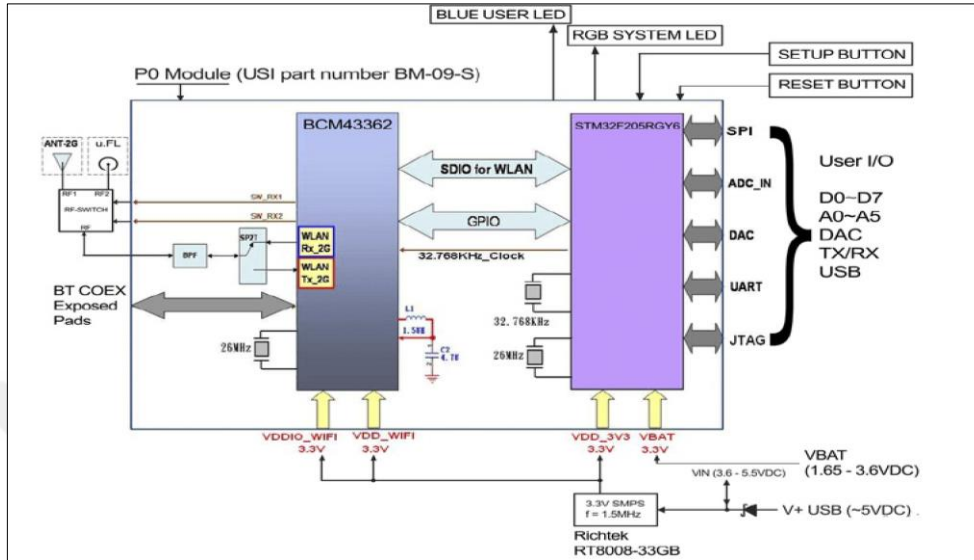 BLUE USER LED
RGB SYSTEM LED
SETUP BUTTON
RESET BUTTON
P0 Module (USI part number BM-09-S)
ANT-2G
u.FL
RF1 RF2
RF-SWITCH
RF
BCM43362
STM32F205RGY6
SW_RX1
SW_RX2
SDIO for WLAN
GPIO
32.768KHz_Clock
WLAN
Rx_2G
WLAN
Tx_2G
BPF
SP2T
BT COEX
Exposed
Pads
26MHz
L1
C2
4.7U
32.768KHz
26MHz
SPI
ADC_IN
DAC
UART
JTAG
User I/O
D0~D7
A0~A5
DAC
TX/RX
USB
VDDIO_WIFI
3.3V
VDD_WIFI
3.3V
VDD_3V3
3.3V
VBAT
3.3V
VBAT
(1.65 - 3.6VDC)
VIN (3.6 - 5.5VDC)
3.3V SMPS
f = 1.5MHz
Richtek
RT8008-33GB
V+ USB (~5VDC) .